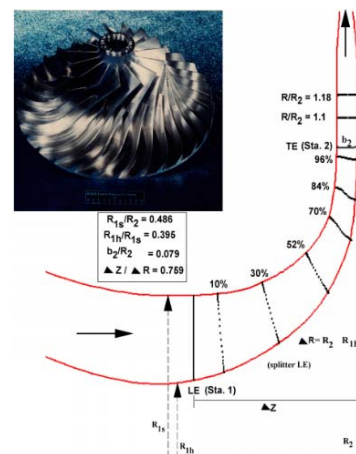 R/R2 = 1.18
R/R2 = 1.1
TE (Sta. 2)
b2
96%
84%
70%
52%
30%
10%
R1s/R2 = 0.486
R1h/R1s = 0.395
b2/R2 = 0.079
▲Z / ▲R = 0.759
▲R = R2
R1h
(splitter LE)
LE (Sta. 1)
▲Z
R1s
R1h
R2